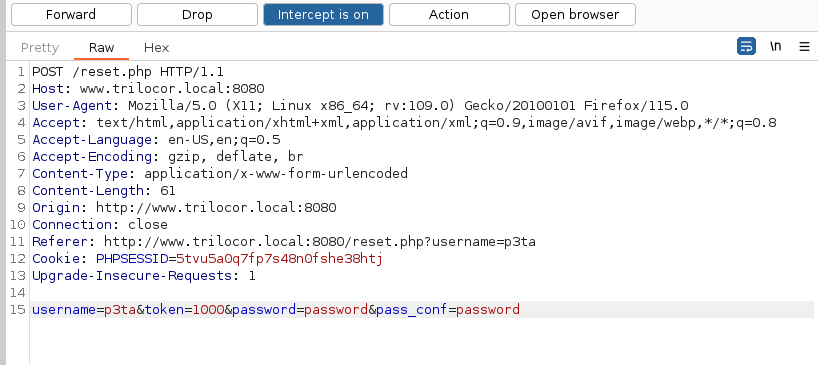 Forward Drop Intercept is on Action Open browser
Pretty Raw Hex \n
1 POST /reset.php HTTP/1.1
2 Host: www.trilocor.local:8080
3 User-Agent: Mozilla/5.0 (X11; Linux x86_64; rv:109.0) Gecko/20100101 Firefox/115.0
4 Accept: text/html,application/xhtml+xml,application/xml;q=0.9,image/avif,image/webp,*/*;q=0.8
5 Accept-Language: en-US,en;q=0.5
6 Accept-Encoding: gzip, deflate, br
7 Content-Type: application/x-www-form-urlencoded
8 Content-Length: 61
9 Origin: http://www.trilocor.local:8080
10 Connection: close
11 Referer: http://www.trilocor.local:8080/reset.php?username=p3ta
12 Cookie: PHPSESSID=5tvu5a0q7fp7s48n0fshe38htj
13 Upgrade-Insecure-Requests: 1
14
15 username=p3ta&token=1000&password=password&pass_conf=password